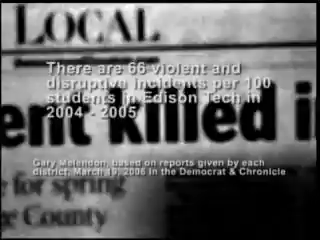 LOCAL
There are 66 violent and
disruptive incidents per 100
students in Edison Tech in
2004 - 2005
ent killed i
Gary Melendon, based on reports given by each
district, March 19, 2006 in the Democrat & Chronicle
e for spring
ge County